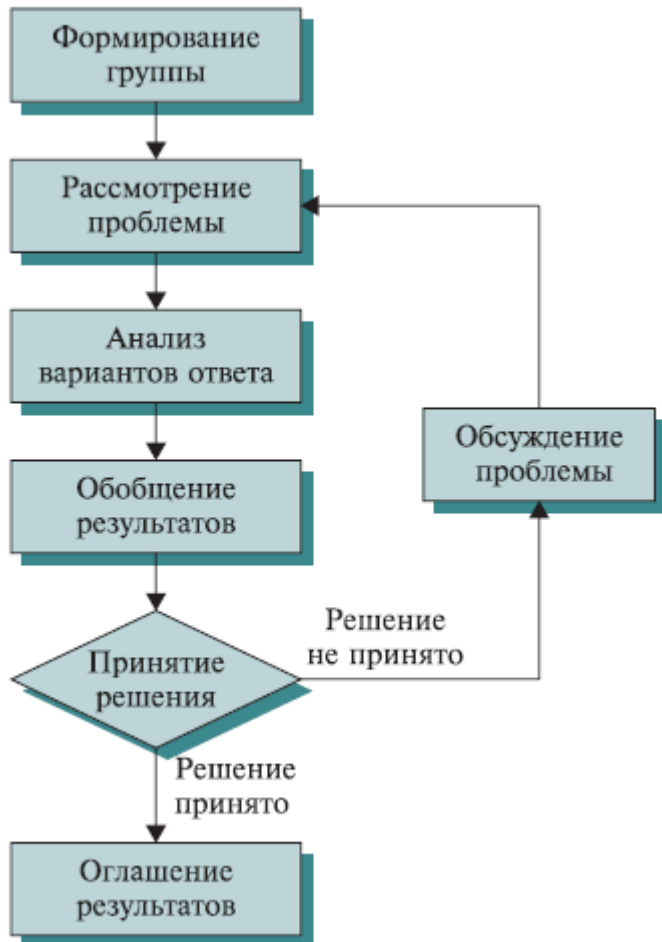 Формирование
группы
Рассмотрение
проблемы
Анализ
вариантов ответа
Обсуждение
проблемы
Обобщение
результатов
Решение
не принято
Принятие
решения
Решение
принято
Оглашение
результатов